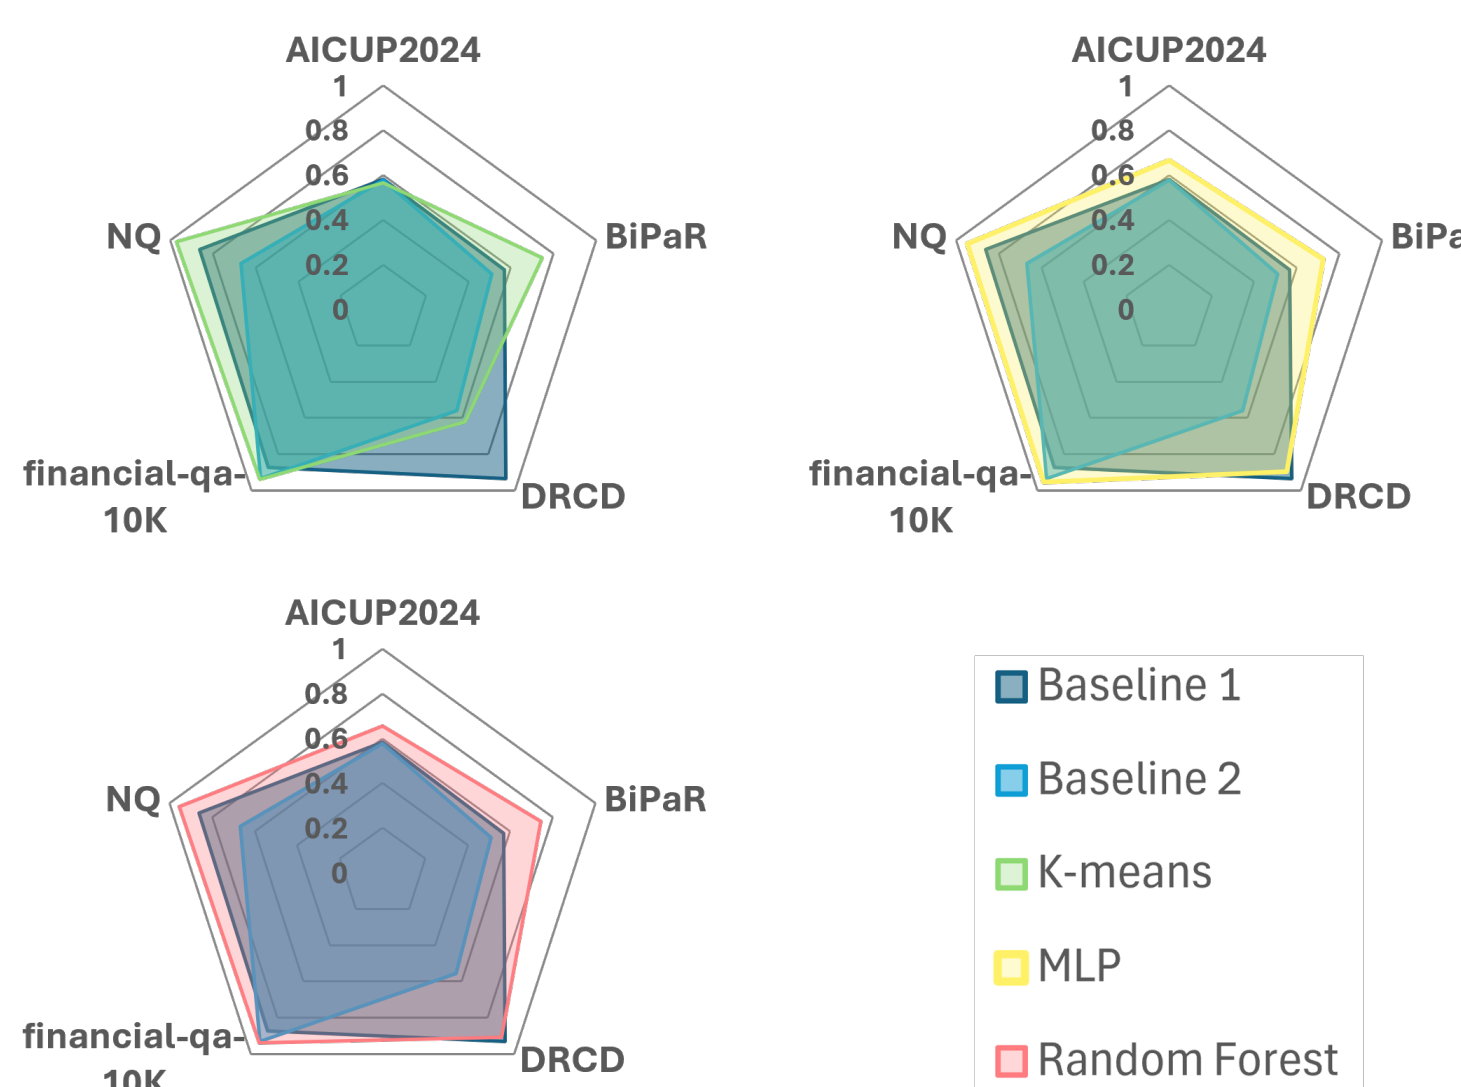 AICUP2024
1
0.8
0.6
0.4
0.2
0
NQ
BiPaR
financial-qa-
10K
DRCD
AICUP2024
1
0.8
0.6
0.4
0.2
0
NQ
BiPa
financial-qa-
10K
DRCD
AICUP2024
1
0.8
0.6
0.4
0.2
0
NQ
BiPaR
financial-qa-
10K
DRCD
Baseline 1
Baseline 2
K-means
MLP
Random Forest